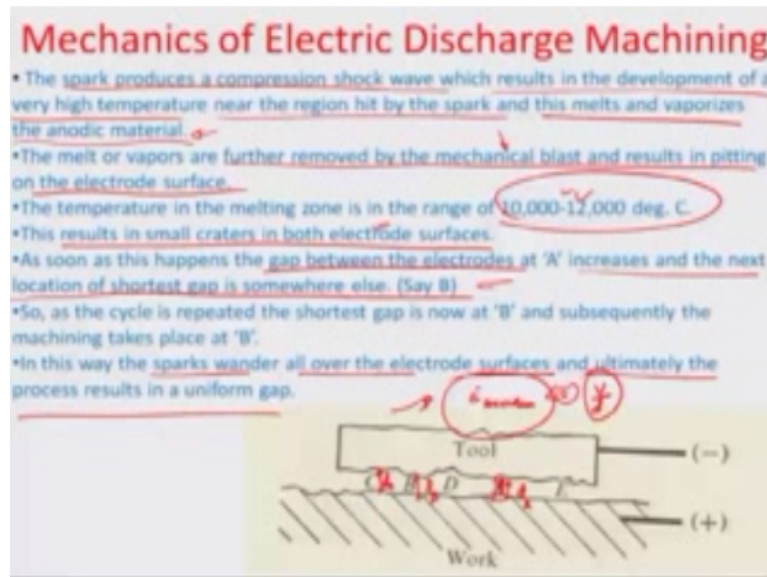 Mechanics of Electric Discharge Machining
• The spark produces a compression shock wave which results in the development of a
very high temperature near the region hit by the spark and this melts and vaporizes
the anodic material.
•The melt or vapors are further removed by the mechanical blast and results in pitting
on the electrode surface.
•The temperature in the melting zone is in the range of 10,000-12,000 deg. C.
•This results in small craters in both electrode surfaces.
•As soon as this happens the gap between the electrodes at ‘A’ increases and the next
location of shortest gap is somewhere else. (Say B)
•So, as the cycle is repeated the shortest gap is now at ‘B’ and subsequently the
machining takes place at ‘B’.
•In this way the sparks wander all over the electrode surfaces and ultimately the
process results in a uniform gap.
Tool (−)
C B D E
(+)
Work